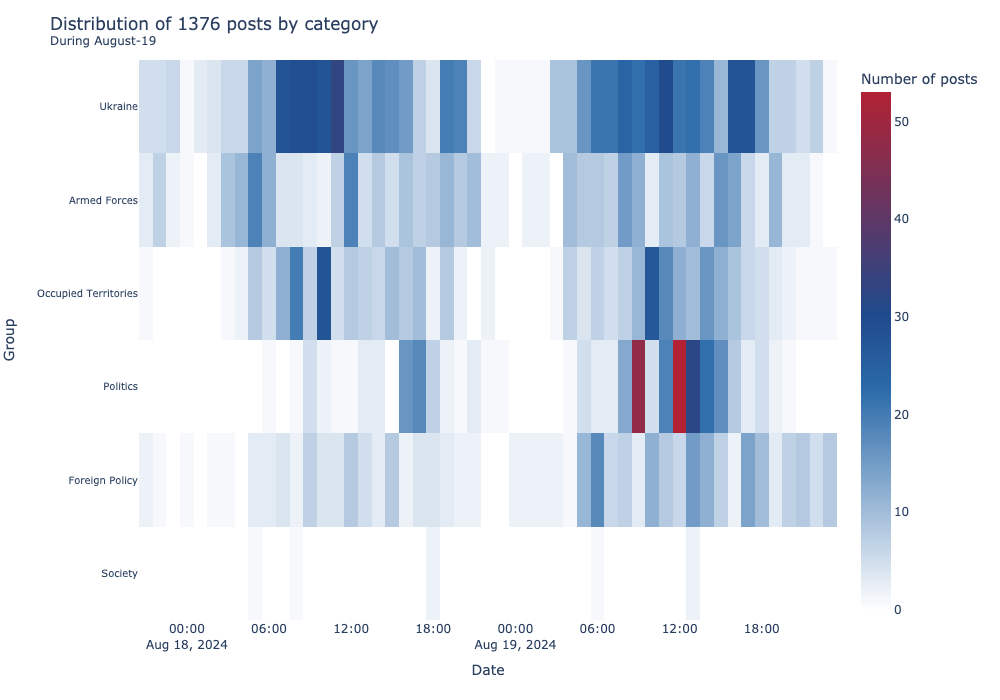 Distribution of 1376 posts by category
During August-19
Number of posts
Ukraine
Armed Forces
Occupied Territories
Politics
Foreign Policy
Society
Group
50
40
30
20
10
0
00:00 06:00 12:00 18:00 00:00 06:00 12:00 18:00
Aug 18, 2024 Aug 19, 2024
Date